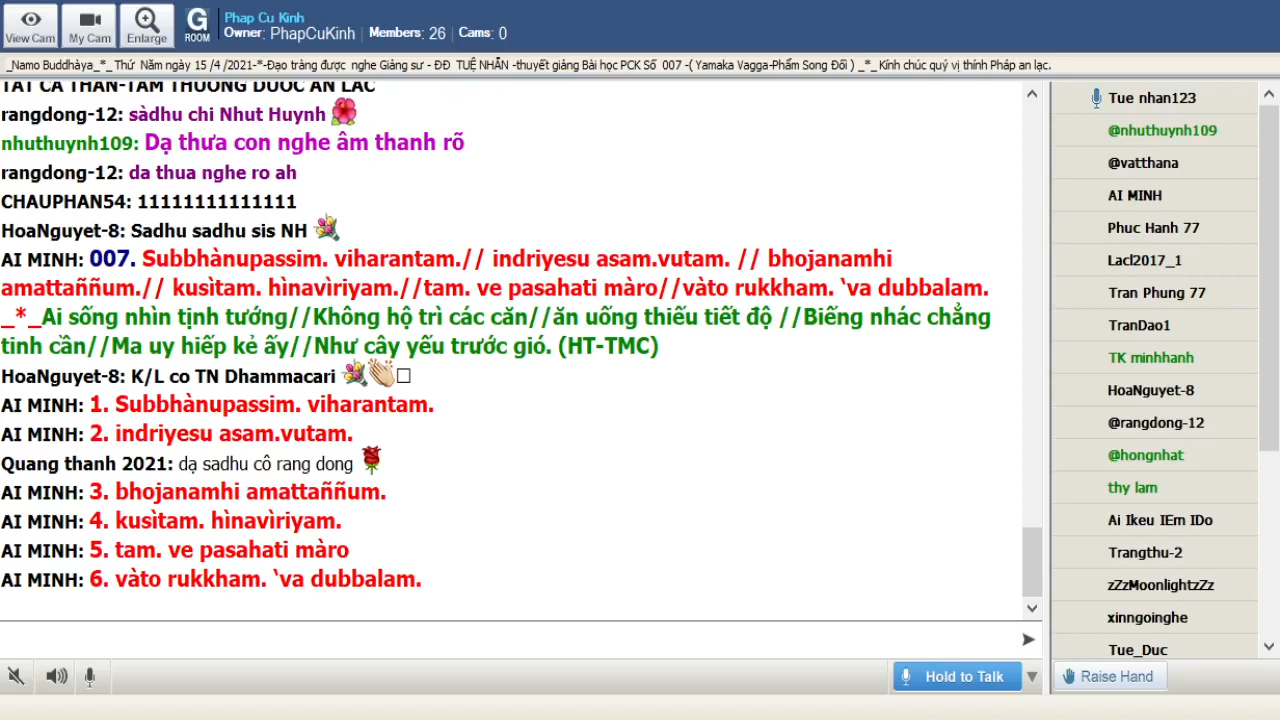 Phap Cu Kinh
Owner: PhapCuKinh | Members: 26 | Cams: 0
View Cam
My Cam
Enlarge
G
ROOM
_Namo Buddhàya_*_ Thứ Năm ngày 15 /4 /2021-*-Đạo tràng được nghe Giảng sư - ĐĐ TUỆ NHẪN -thuyết giảng Bài học PCK Số 007 -( Yamaka Vagga-Phẩm Song Đối ) _*_Kính chúc quý vị thính Pháp an lạc.
TẤT CẢ THÂN-TÂM THƯỜNG ĐƯỢC AN LẠC
rangdong-12: sàdhu chi Nhut Huynh
nhuthuynh109: Dạ thưa con nghe âm thanh rõ
rangdong-12: da thua nghe ro ah
CHAUPHAN54: 11111111111111
HoaNguyet-8: Sadhu sadhu sis NH
AI MINH: 007. Subbhànupassim. viharantam.// indriyesu asam.vutam. // bhojanamhi
amattaññum.// kusìtam. hìnavìriyam.//tam. ve pasahati màro//vàto rukkham. ‛va dubbalam.
_*_Ai sống nhìn tịnh tướng//Không hộ trì các căn//ăn uống thiếu tiết độ //Biếng nhác chẳng
tinh cần//Ma uy hiếp kẻ ấy//Như cây yếu trước gió. (HT-TMC)
HoaNguyet-8: K/L co TN Dhammacari
AI MINH: 1. Subbhànupassim. viharantam.
AI MINH: 2. indriyesu asam.vutam.
Quang thanh 2021: dạ sadhu cô rang dong
AI MINH: 3. bhojanamhi amattaññum.
AI MINH: 4. kusìtam. hìnavìriyam.
AI MINH: 5. tam. ve pasahati màro
AI MINH: 6. vàto rukkham. ‛va dubbalam.
Tue nhan123
@nhuthuynh109
@vatthana
AI MINH
Phuc Hanh 77
Lacl2017_1
Tran Phung 77
TranDao1
TK minhhanh
HoaNguyet-8
@rangdong-12
@hongnhat
thy lam
Ai Ikeu IEm IDo
Trangthu-2
zZzMoonlightzZz
xinngoinghe
Tue_Duc
Hold to Talk
Raise Hand